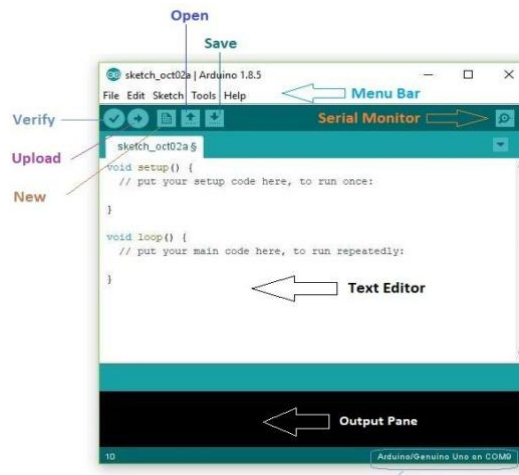 Open
Save
sketch_oct02a | Arduino 1.8.5
File Edit Sketch Tools Help
Menu Bar
Verify
Serial Monitor
Upload
sketch_oct02a §
New
void setup() {
// put your setup code here, to run once:
}
void loop() {
// put your main code here, to run repeatedly:
}
Text Editor
Output Pane
10
Arduino/Genuino Uno on COM9